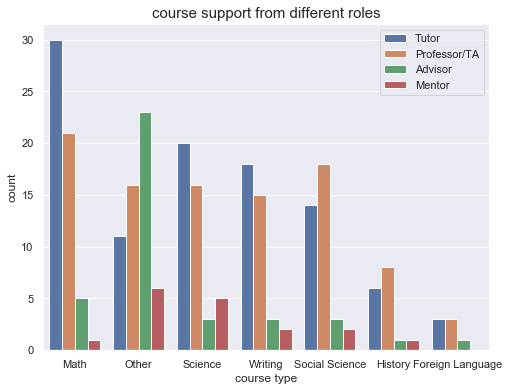 course support from different roles
Tutor
Professor/TA
Advisor
Mentor
count
30
25
20
15
10
5
0
Math Other Science Writing Social Science History Foreign Language
course type